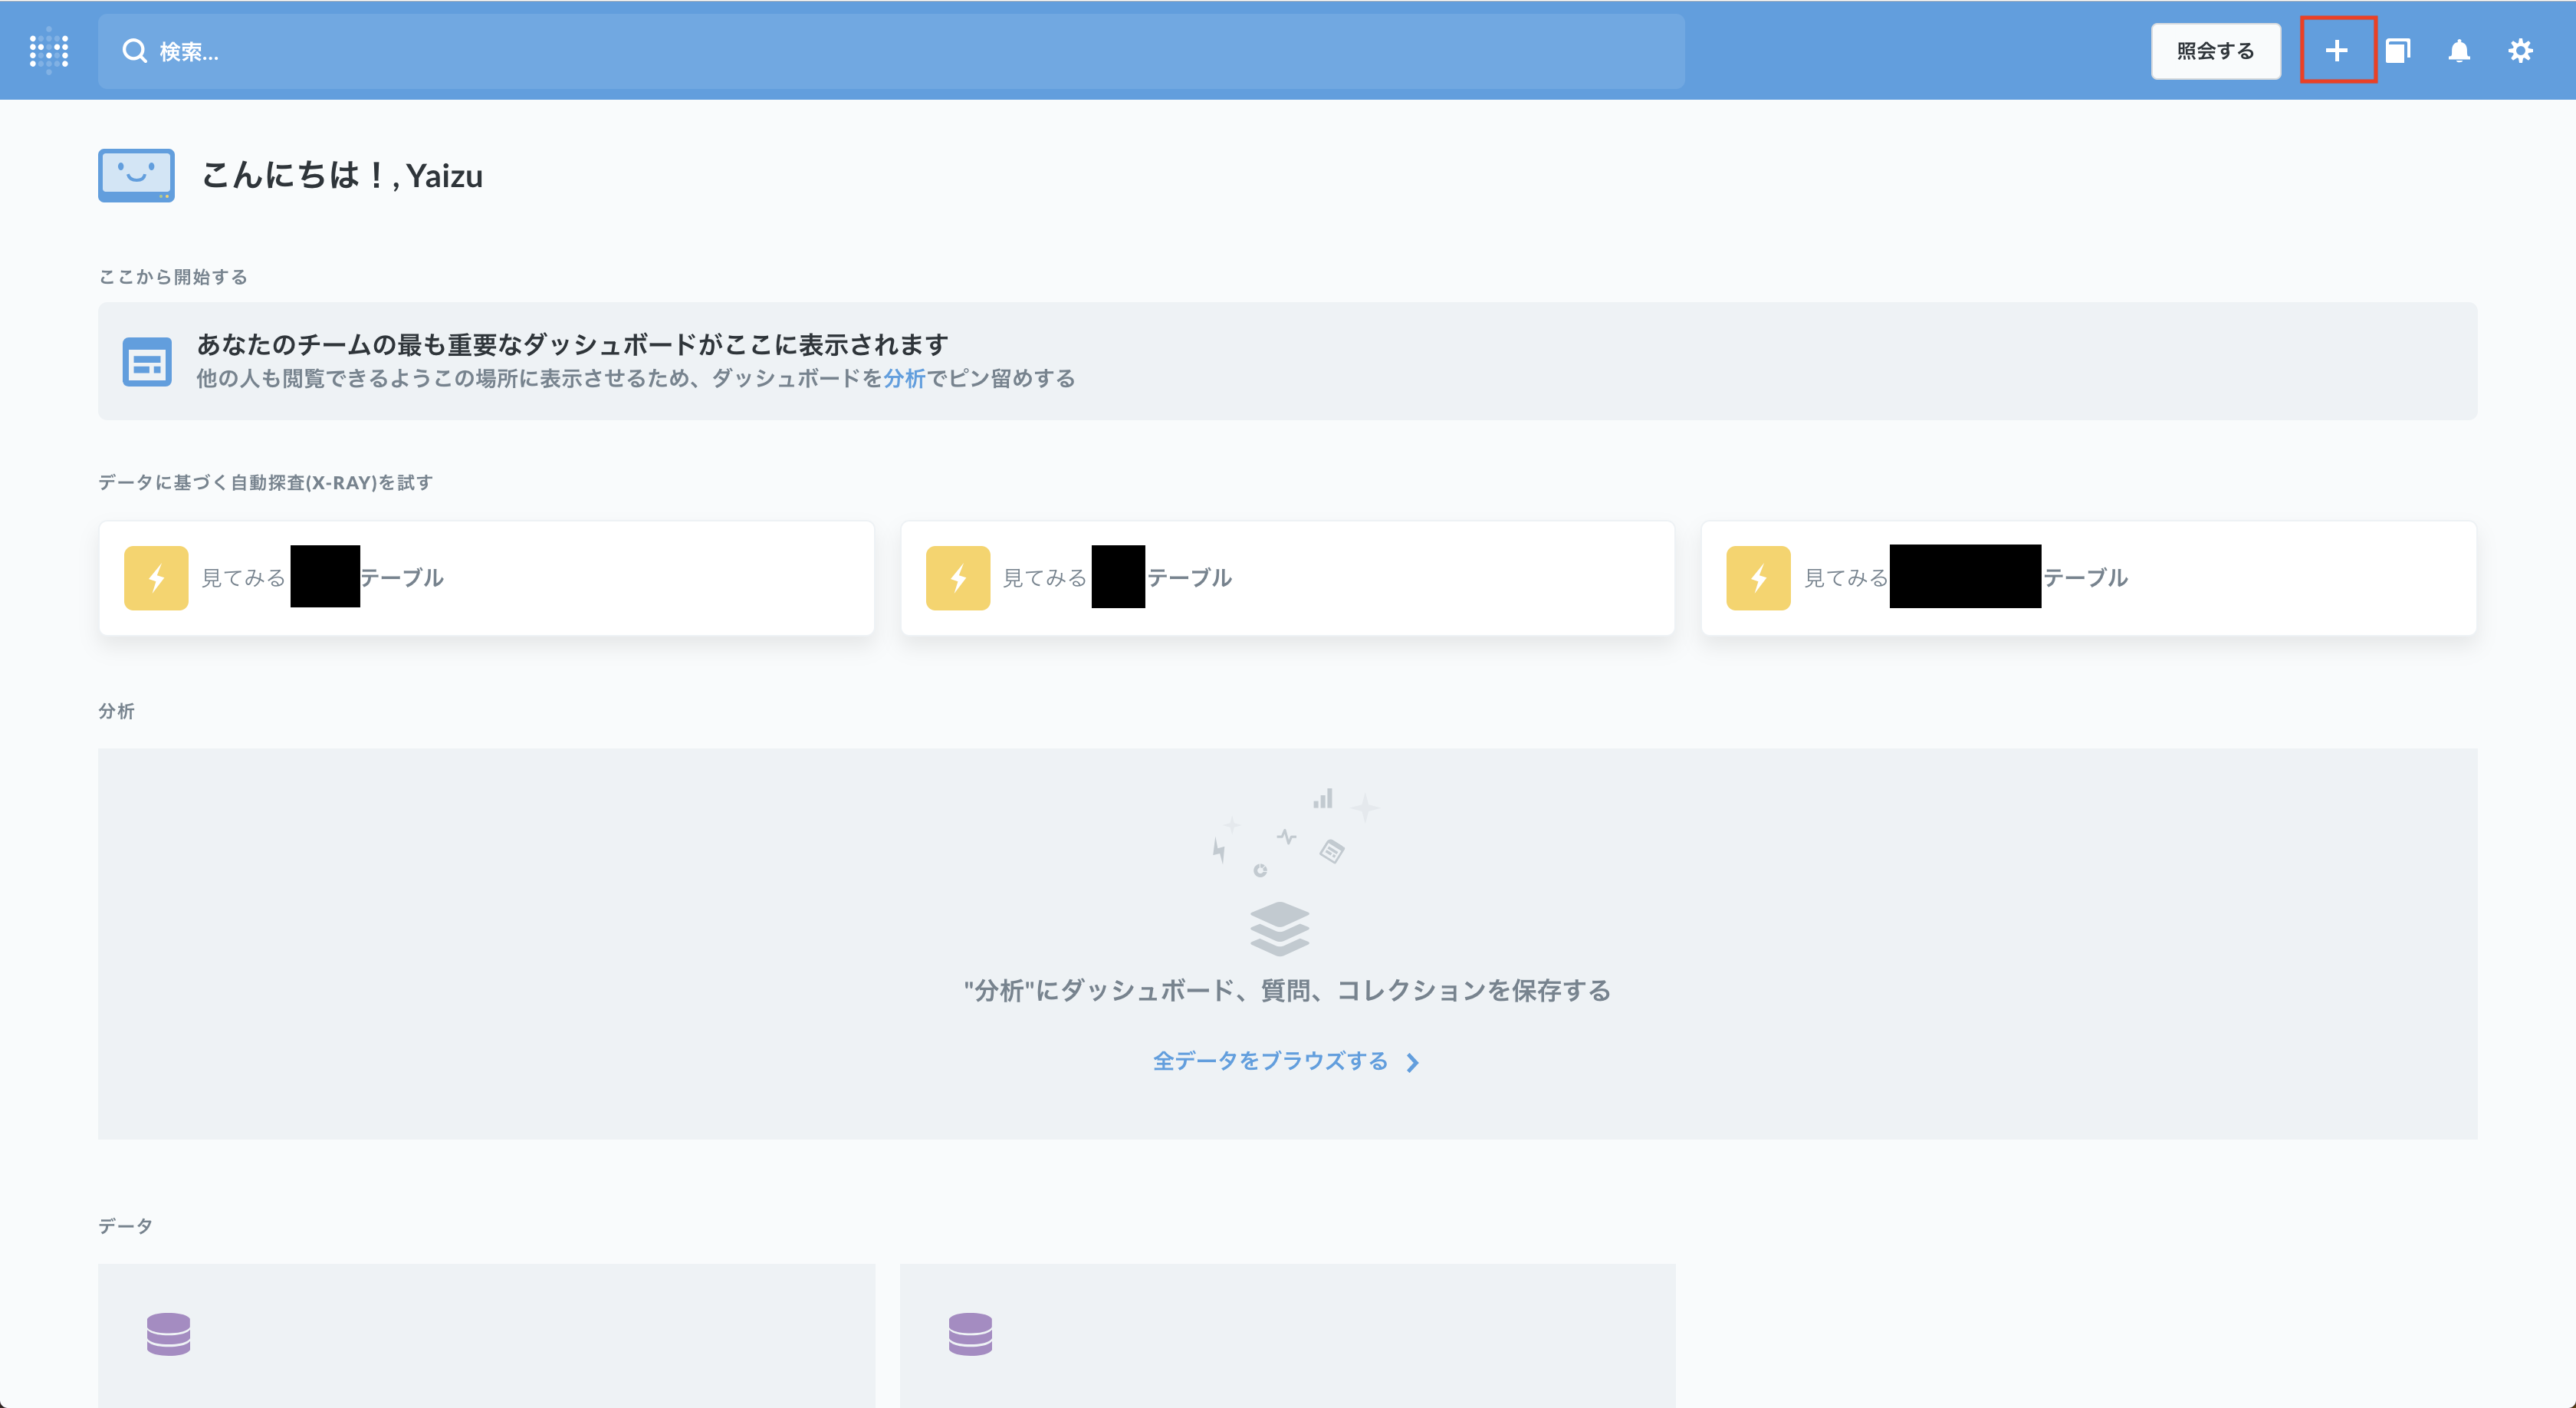 検索...
照会する
こんにちは！, Yaizu
ここから開始する
あなたのチームの最も重要なダッシュボードがここに表示されます
他の人も閲覧できるようこの場所に表示させるため、ダッシュボードを分析でピン留めする
データに基づく自動探査(X-RAY)を試す
見てみる テーブル
見てみる テーブル
見てみる テーブル
分析
"分析"にダッシュボード、質問、コレクションを保存する
全データをブラウズする
データ